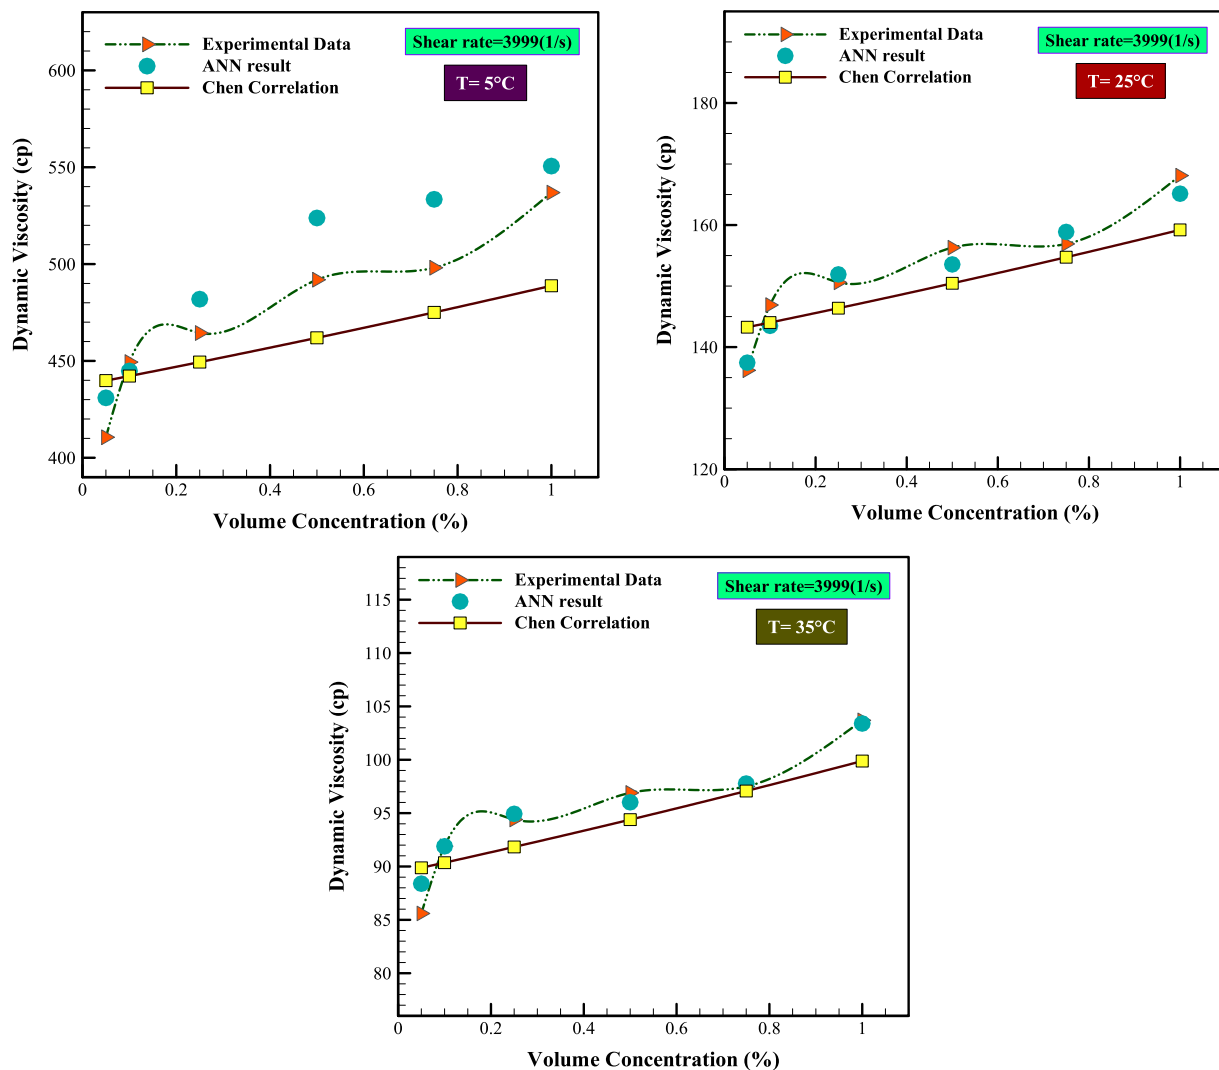 Experimental Data
ANN result
Chen Correlation
Shear rate=3999(1/s)
T= 5°C
600
550
500
450
400
Dynamic Viscosity (cp)
0 0.2 0.4 0.6 0.8 1
Volume Concentration (%)
Experimental Data
ANN result
Chen Correlation
Shear rate=3999(1/s)
T= 25°C
180
160
140
120
Dynamic Viscosity (cp)
0 0.2 0.4 0.6 0.8 1
Volume Concentration (%)
Experimental Data
ANN result
Chen Correlation
Shear rate=3999(1/s)
T= 35°C
115
110
105
100
95
90
85
80
Dynamic Viscosity (cp)
0 0.2 0.4 0.6 0.8 1
Volume Concentration (%)